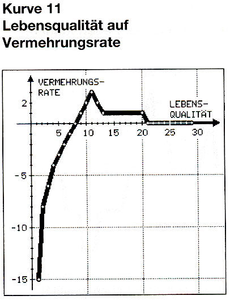 Kurve 11
Lebensqualität auf
Vermehrungsrate
VERMEHRUNGS-
RATE
LEBENS-
QUALITÄT
2
5 10 15 20 25 30
-5
-10
-15